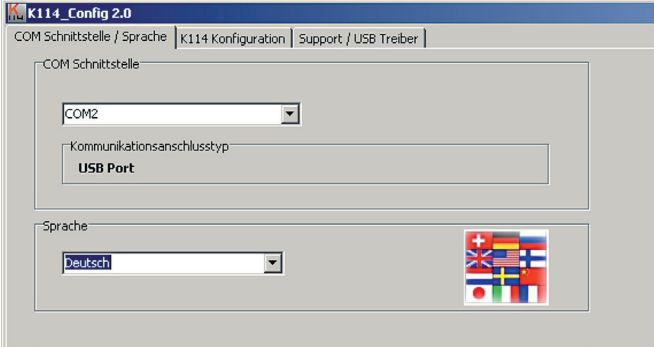 K114_Config 2.0
COM Schnittstelle / Sprache K114 Konfiguration Support / USB Treiber
COM Schnittstelle
COM2
Kommunikationsanschlusstyp
USB Port
Sprache
Deutsch